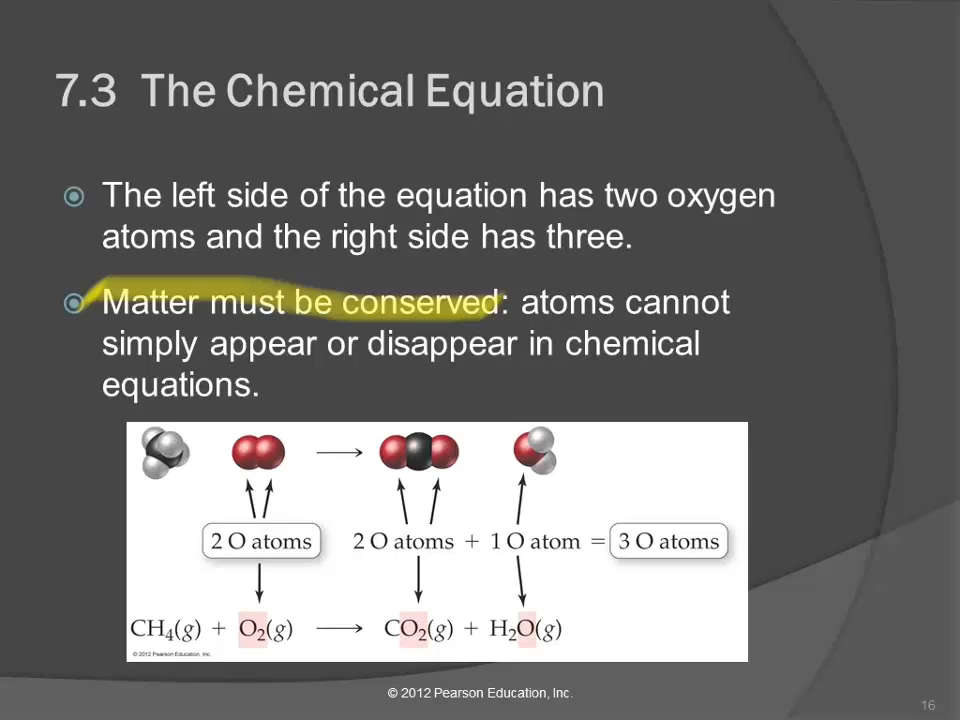 7.3 The Chemical Equation
The left side of the equation has two oxygen
atoms and the right side has three.
Matter must be conserved: atoms cannot
simply appear or disappear in chemical
equations.
2 O atoms 2 O atoms + 1 O atom = 3 O atoms
CH₄(g) + O₂(g) → CO₂(g) + H₂O(g)
© 2012 Pearson Education, Inc.
© 2012 Pearson Education, Inc.
16